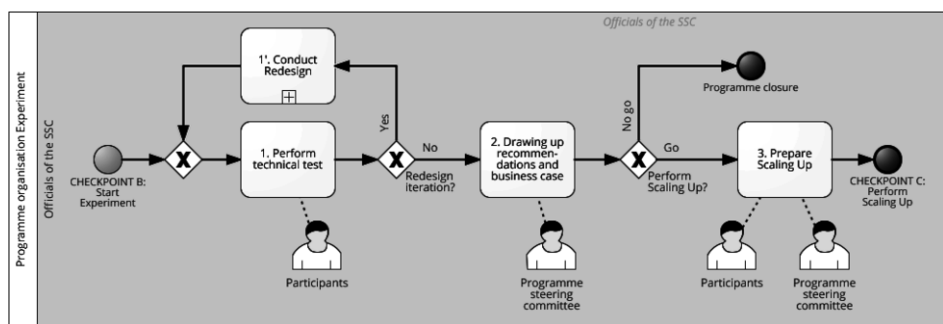 Programme organisation Experiment
Officials of the SSC
Officials of the SSC
CHECKPOINT B:
Start
Experiment
X
1'. Conduct
Redesign
1. Perform
technical test
Participants
X
Yes
No
Redesign
iteration?
2. Drawing up
recommen-
dations and
business case
Programme
steering
committee
X
No go
Go
Perform
Scaling Up?
Programme closure
3. Prepare
Scaling Up
Participants
Programme
steering
committee
CHECKPOINT C:
Perform
Scaling Up